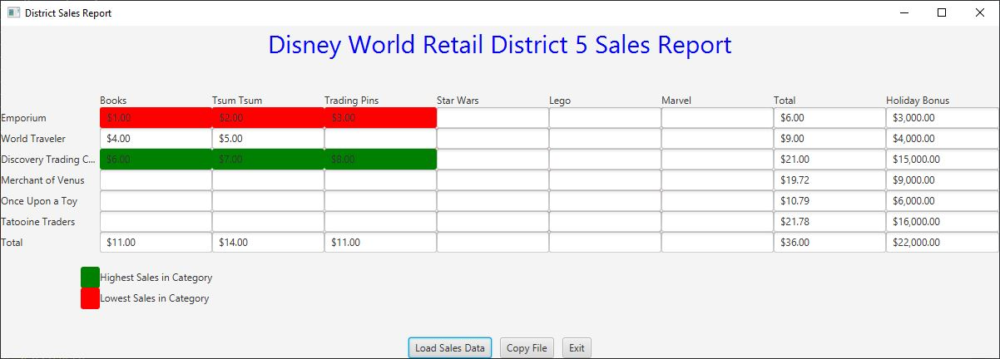 District Sales Report
Disney World Retail District 5 Sales Report
Books Tsum Tsum Trading Pins Star Wars Lego Marvel Total Holiday Bonus
Emporium $1.00 $2.00 $3.00 $6.00 $3,000.00
World Traveler $4.00 $5.00 $9.00 $4,000.00
Discovery Trading C... $6.00 $7.00 $8.00 $21.00 $15,000.00
Merchant of Venus $19.72 $9,000.00
Once Upon a Toy $10.79 $6,000.00
Tatooine Traders $21.78 $16,000.00
Total $11.00 $14.00 $11.00 $36.00 $22,000.00
Highest Sales in Category
Lowest Sales in Category
Load Sales Data Copy File Exit